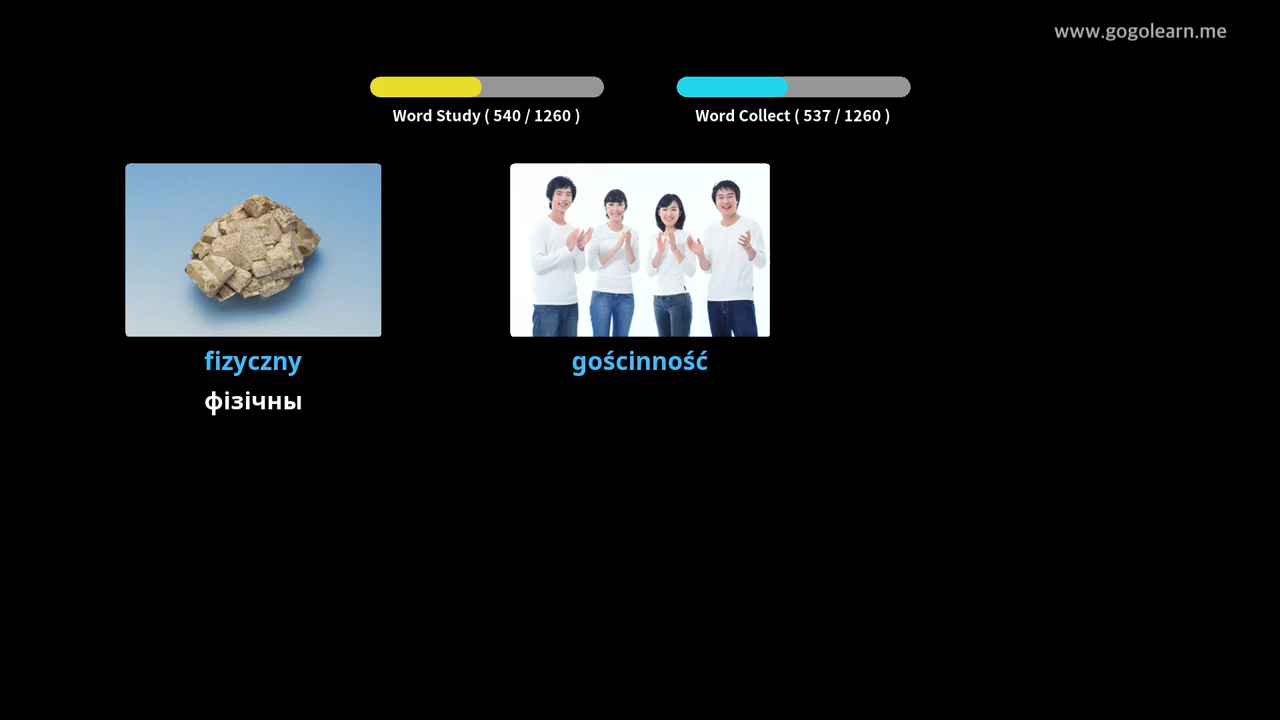 www.gogolearn.me
Word Study ( 540 / 1260 )
Word Collect ( 537 / 1260 )
fizyczny
фізічны
gościnność